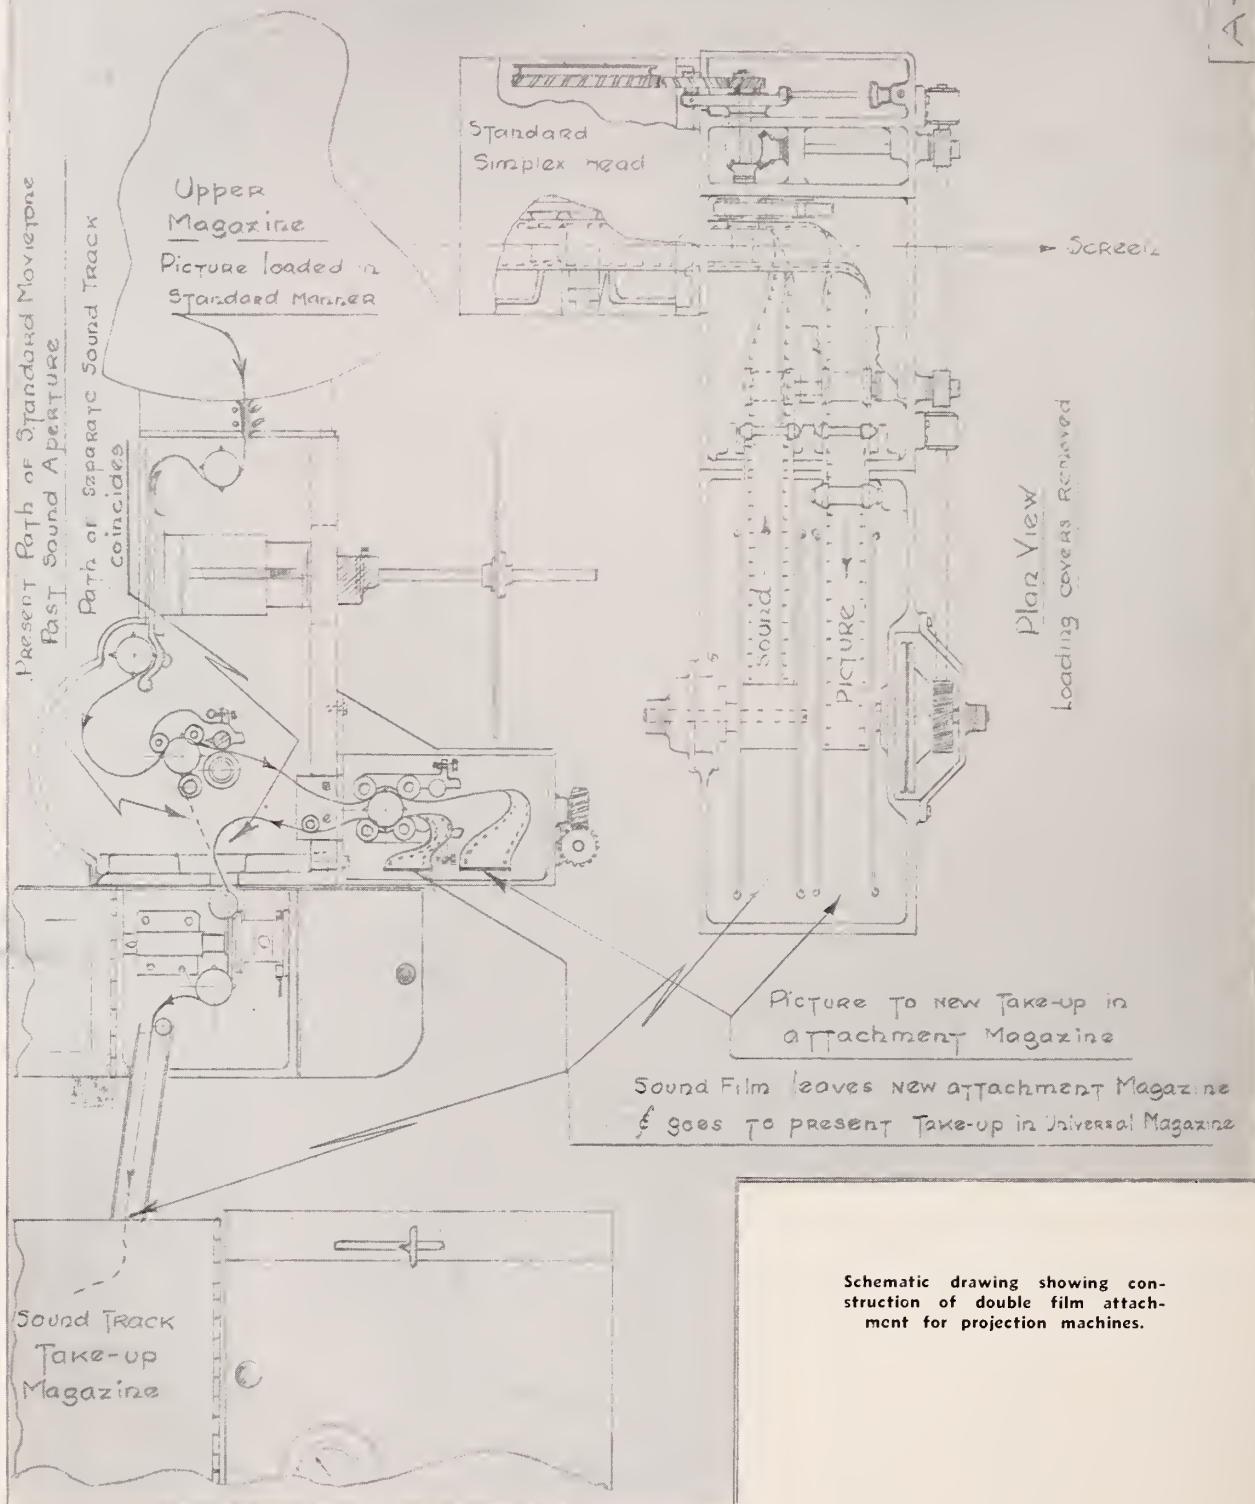 A-
Standard
Simplex Head
Upper
Magazine
Picture loaded in
Standard Manner
Screen
Present Path of Standard Movietone
Past Sound Aperture
Path of Separate Sound Track
coincides
Plan View
Loading covers Removed
Sound
Picture
Picture to new Take-up in
attachment Magazine
Sound Film leaves new attachment Magazine
& goes to present Take-up in Universal Magazine
Sound Track
Take-up
Magazine
Schematic drawing showing con-
struction of double film attach-
ment for projection machines.